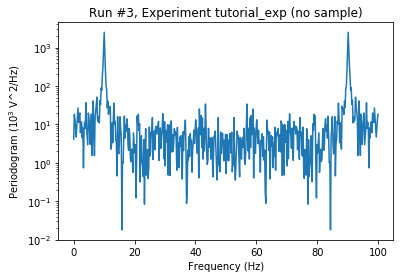 Run #3, Experiment tutorial_exp (no sample)
Periodogram (10³ V^2/Hz)
10³
10²
10¹
10⁰
10⁻¹
10⁻²
0 20 40 60 80 100
Frequency (Hz)